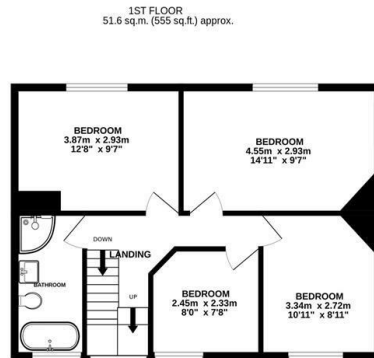 1ST FLOOR
51.6 sq.m. (555 sq.ft.) approx.
BEDROOM
3.87m x 2.93m
12'8" x 9'7"
BEDROOM
4.55m x 2.93m
14'11" x 9'7"
DOWN
LANDING
BATHROOM
UP
BEDROOM
2.45m x 2.33m
8'0" x 7'8"
BEDROOM
3.34m x 2.72m
10'11" x 8'11"